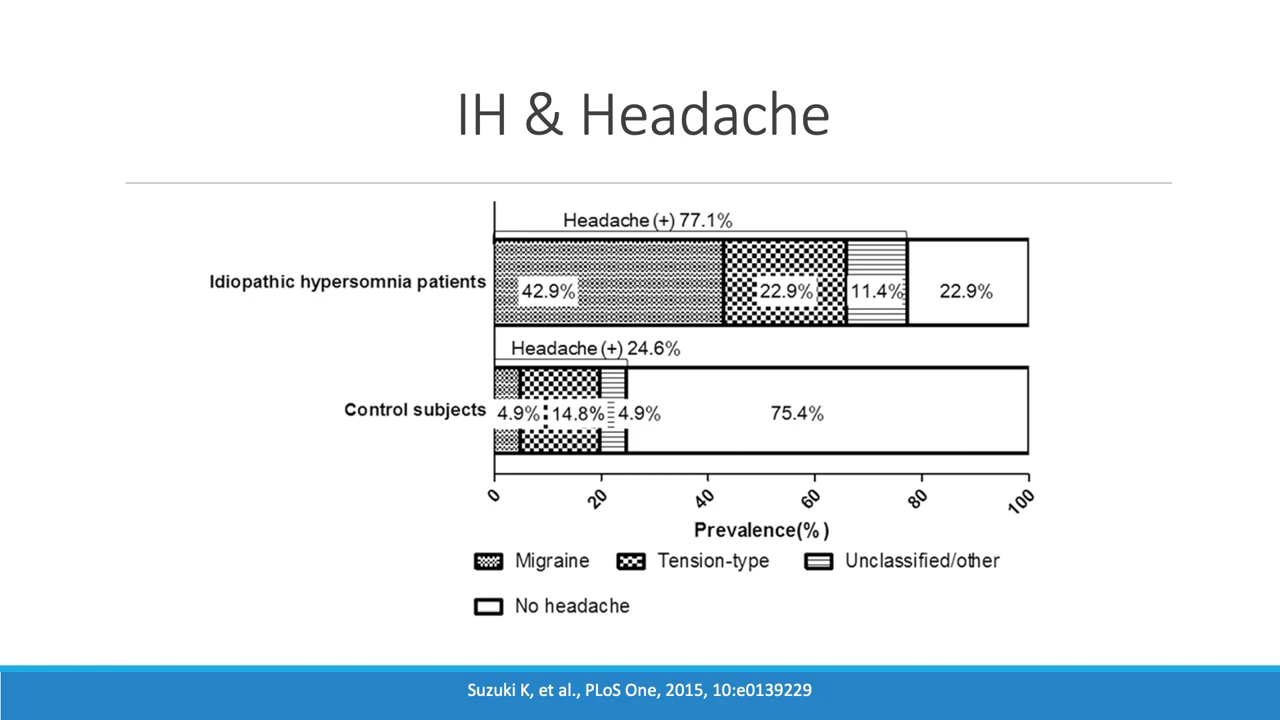 IH & Headache
Headache (+) 77.1%
Idiopathic hypersomnia patients
42.9%
22.9%
11.4%
22.9%
Headache (+) 24.6%
Control subjects
4.9%
14.8%
4.9%
75.4%
0
20
40
60
80
100
Prevalence(%)
Migraine
Tension-type
Unclassified/other
No headache
Suzuki K, et al., PLoS One, 2015, 10:e0139229